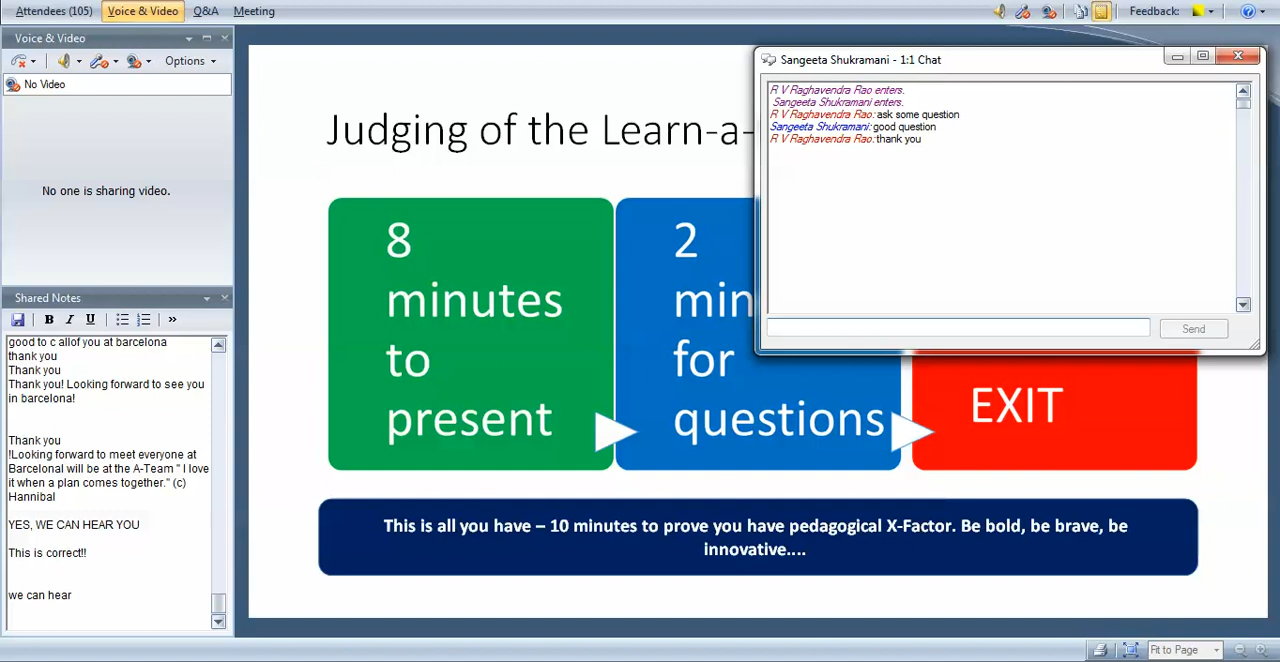 Attendees (105) Voice & Video Q&A Meeting Feedback:
Voice & Video
Options
No Video
No one is sharing video.
Shared Notes
B I U »
good to c allof you at barcelona
thank you
Thank you
Thank you! Looking forward to see you
in barcelona!
Thank you
!Looking forward to meet everyone at
Barcelonal will be at the A-Team " I love
it when a plan comes together." (c)
Hannibal
YES, WE CAN HEAR YOU
This is correct!!
we can hear
Judging of the Learn-a-
8
minutes
to
present
2
min
for
questions
EXIT
This is all you have – 10 minutes to prove you have pedagogical X-Factor. Be bold, be brave, be
innovative....
Sangeeta Shukramani - 1:1 Chat
R V Raghavendra Rao enters.
Sangeeta Shukramani enters.
R V Raghavendra Rao: ask some question
Sangeeta Shukramani: good question
R V Raghavendra Rao: thank you
Send
Fit to Page